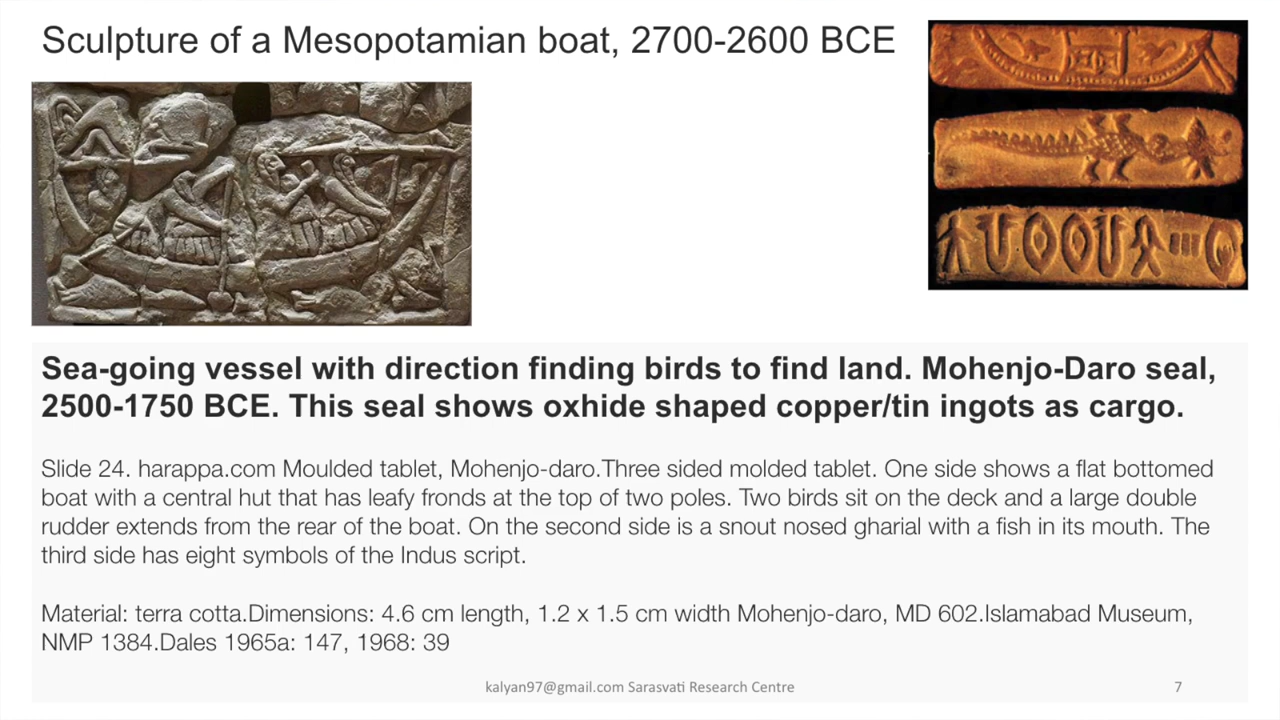 Sculpture of a Mesopotamian boat, 2700-2600 BCE
Sea-going vessel with direction finding birds to find land. Mohenjo-Daro seal,
2500-1750 BCE. This seal shows oxhide shaped copper/tin ingots as cargo.
Slide 24. harappa.com Moulded tablet, Mohenjo-daro.Three sided molded tablet. One side shows a flat bottomed
boat with a central hut that has leafy fronds at the top of two poles. Two birds sit on the deck and a large double
rudder extends from the rear of the boat. On the second side is a snout nosed gharial with a fish in its mouth. The
third side has eight symbols of the Indus script.
Material: terra cotta.Dimensions: 4.6 cm length, 1.2 x 1.5 cm width Mohenjo-daro, MD 602.Islamabad Museum,
NMP 1384.Dales 1965a: 147, 1968: 39
kalyan97@gmail.com Sarasvati Research Centre
7